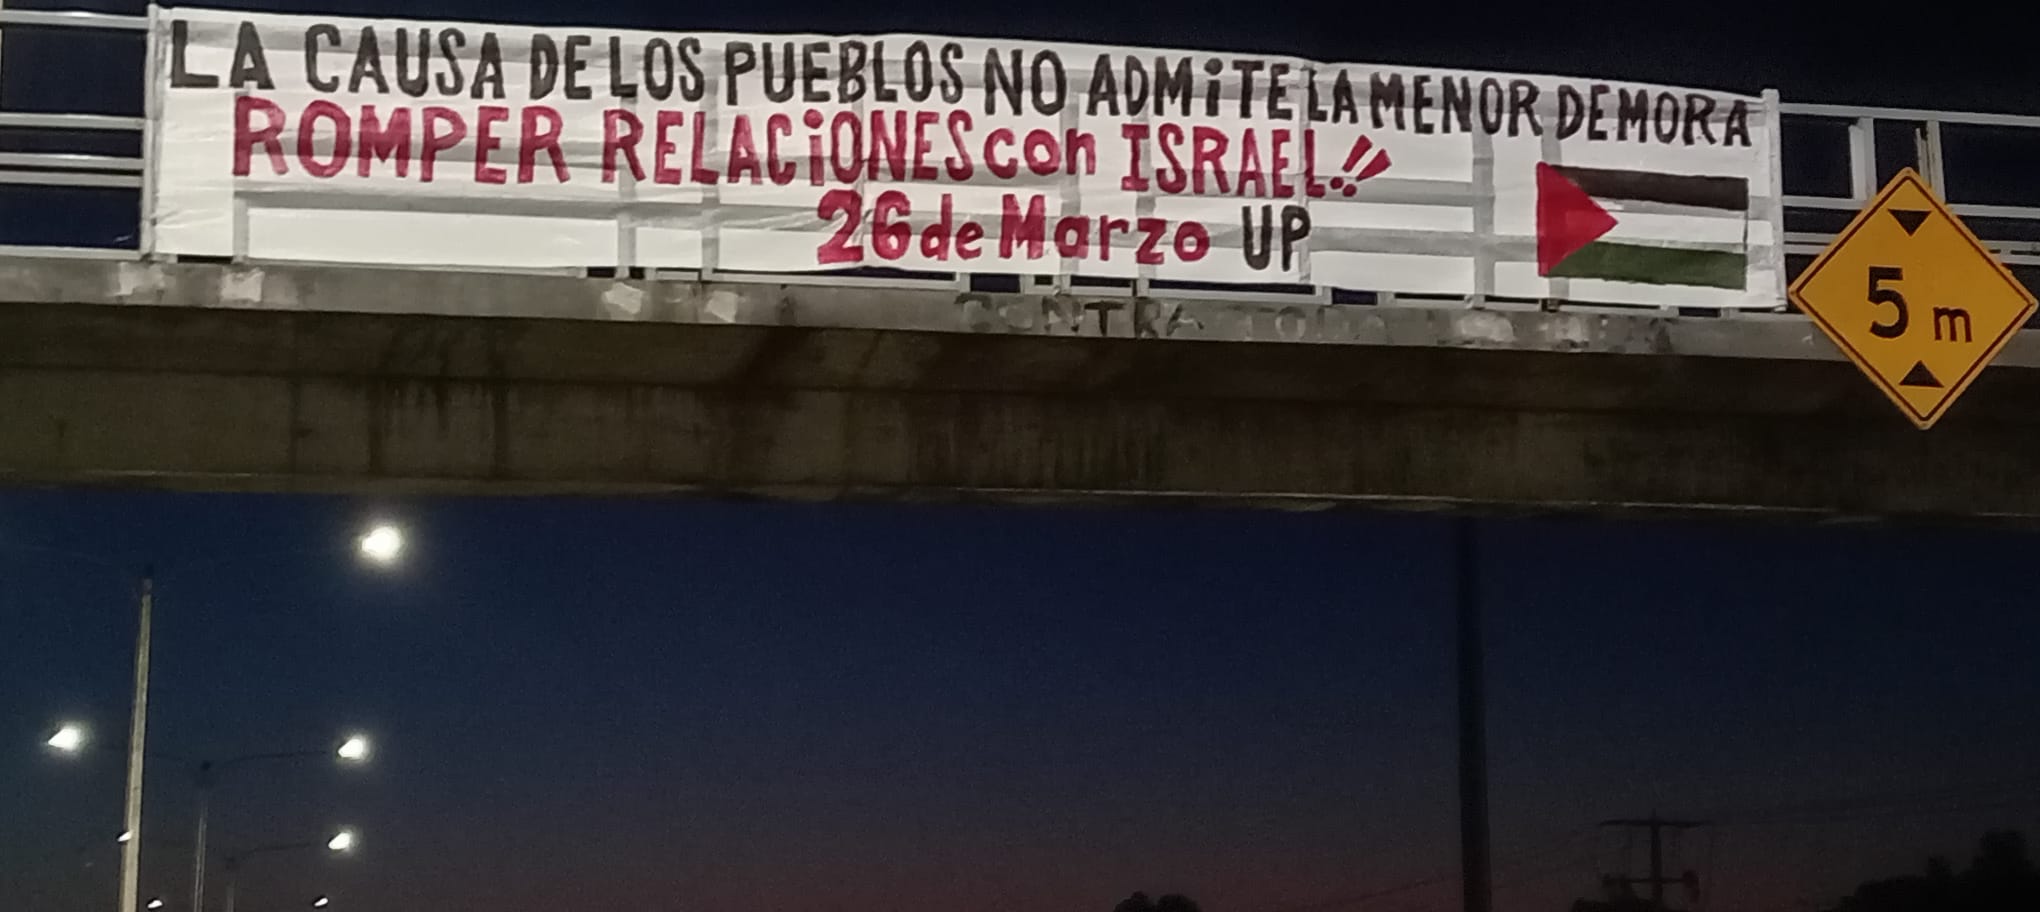 LA CAUSA DE LOS PUEBLOS NO ADMiTE LA MENOR DEMORA
ROMPER RELACiONES con ISRAEL!!
26 de Marzo UP
5 m
CONTRA